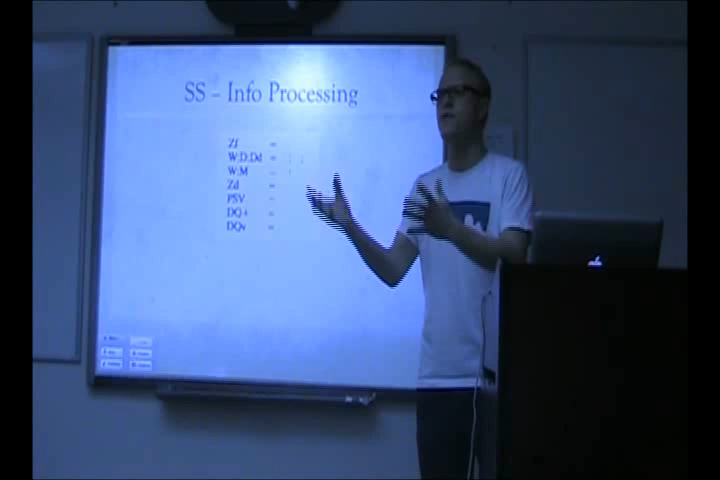 SS – Info Processing
Zf =
W:D:Dd = : :
W:M = :
Zd =
PSV =
DQ+ =
DQv =